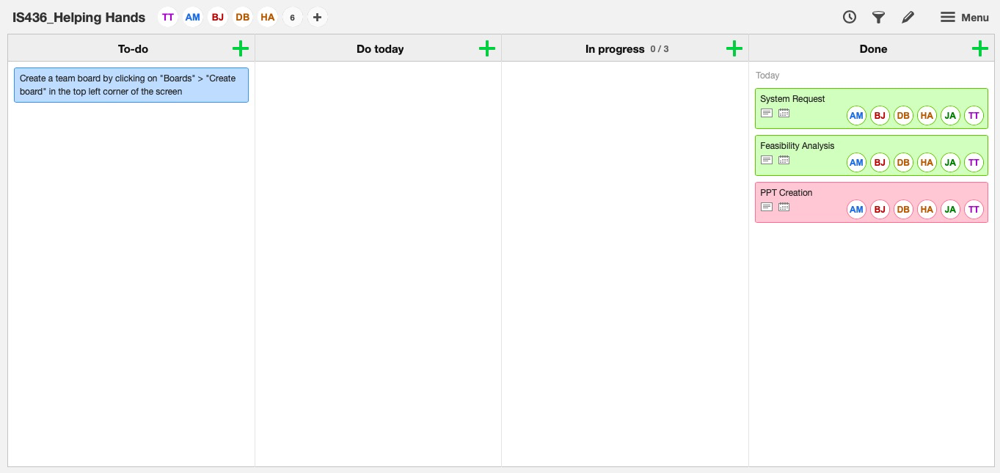 IS436_Helping Hands TT AM BJ DB HA 6 + Menu
To-do
Create a team board by clicking on "Boards" > "Create
board" in the top left corner of the screen
Do today
In progress 0 / 3
Done
Today
System Request
AM BJ DB HA JA TT
Feasibility Analysis
AM BJ DB HA JA TT
PPT Creation
AM BJ DB HA JA TT